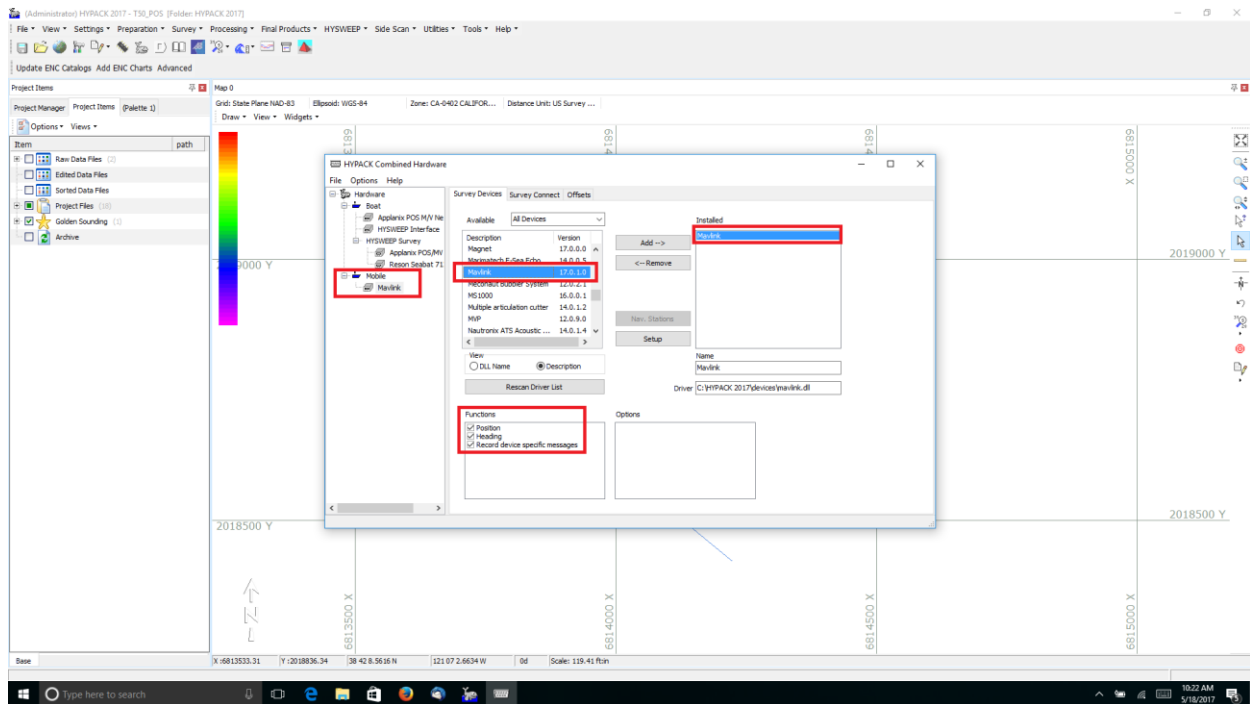 (Administrator) HYPACK 2017 - T50_POS [Folder: HYPACK 2017]
File View Settings Preparation Survey Processing Final Products HYSWEEP Side Scan Utilities Tools Help
Update ENC Catalogs Add ENC Charts Advanced
Project Items
Map 0
Project Manager Project Items (Palette 1)
Grid: State Plane NAD-83 Ellipsoid: WGS-84 Zone: CA-0402 CALIFOR... Distance Unit: US Survey ...
Draw View Widgets
Options Views
Item path
Raw Data Files (2)
Edited Data Files
Sorted Data Files
Project Files (18)
Golden Sounding (1)
Archive
6815000 X
2019000 Y
HYPACK Combined Hardware
File Options Help
Hardware
Boat
Applanix POS M/V Ne
HYSWEEP Interface
HYSWEEP Survey
Applanix POS/MV
Reson Seabat 71
Mobile
Mavlink
Survey Devices Survey Connect Offsets
Available All Devices
Description Version
Magnet 17.0.0.0
Marimatech E-Sea Echo 14.0.0.5
Mavlink 17.0.1.0
Meconaut Bubbler System 12.0.2.1
MS1000 16.0.0.1
Multiple articulation cutter 14.0.1.2
MVP 12.0.9.0
Nautronix ATS Acoustic ... 14.0.1.4
View
DLL Name Description
Rescan Driver List
Add -->
<--Remove
Nav. Stations
Setup
Installed
Mavlink
Name
Mavlink
Driver C:\HYPACK 2017\devices\mavlink.dll
Functions
Position
Heading
Record device specific messages
Options
9000 Y
2018500 Y
2018500 Y
N
6813500 X
6814000 X
6814500 X
6815000 X
Base
X :6813533.31 Y :2018836.34 38 42 8.5616 N 121 07 2.6634 W 0d Scale: 119.41 ft:in
Type here to search
10:22 AM
5/18/2017